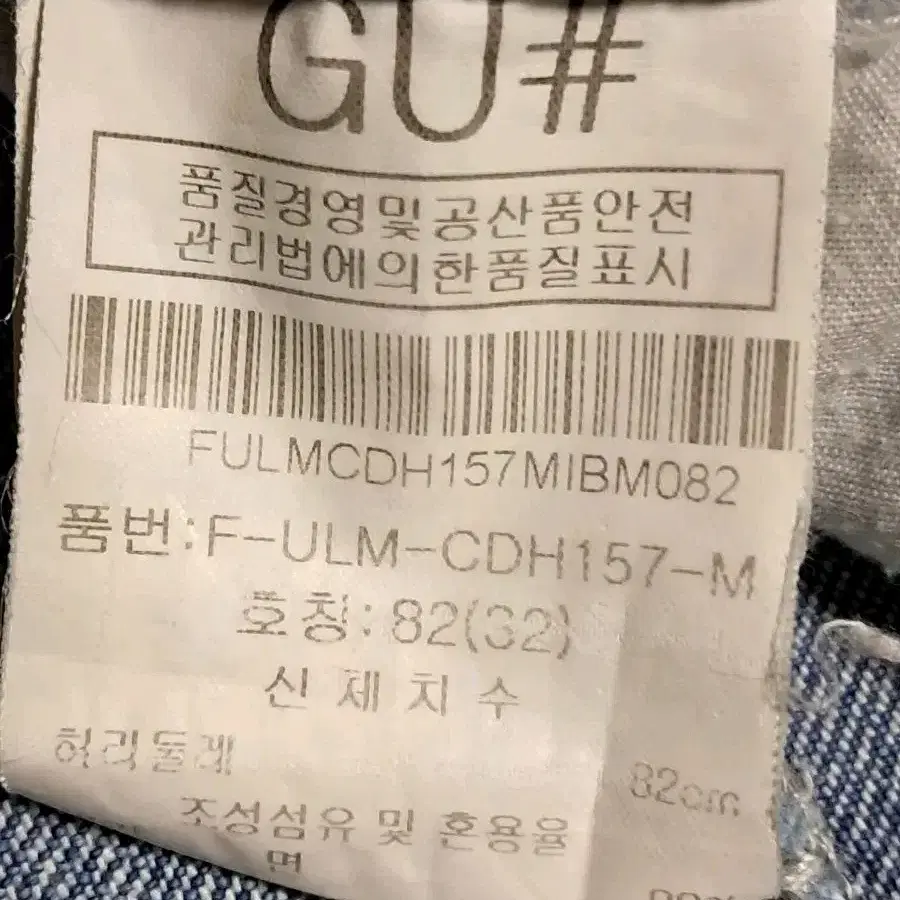 GU#
품질경영및공산품안전
관리법에의한품질표시
FULMCDH157MIBM082
품번:F-ULM-CDH157-M
호칭:82(32)
신체치수
허리둘레 82cm
조성섬유 및 혼용율
면